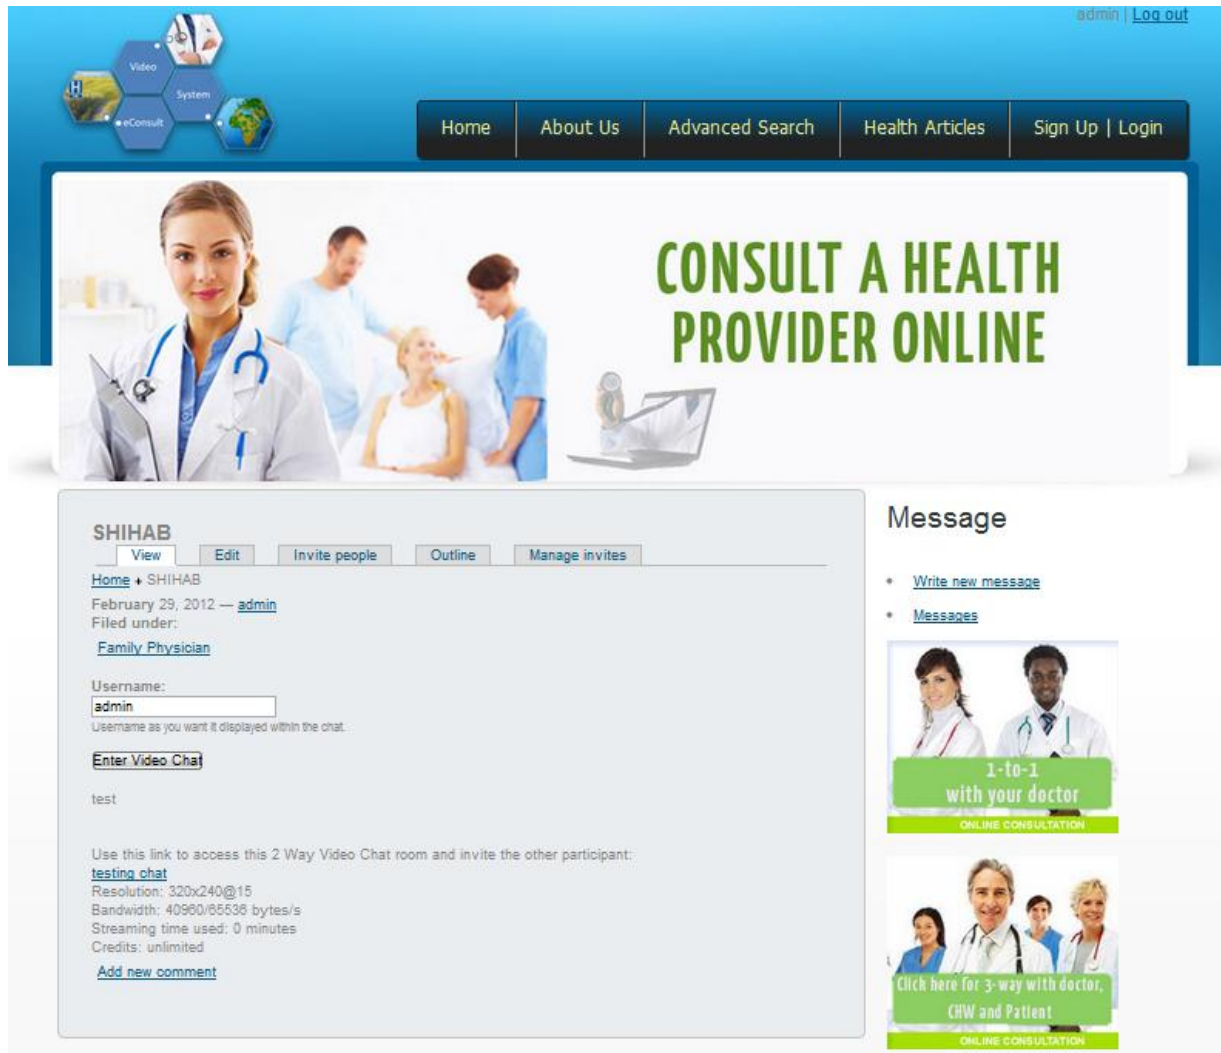 admin | Log out
Video
System
eConsult
H
Home
About Us
Advanced Search
Health Articles
Sign Up | Login
CONSULT A HEALTH
PROVIDER ONLINE
SHIHAB
View
Edit
Invite people
Outline
Manage invites
Home SHIHAB
February 29, 2012 — admin
Filed under:
Family Physician
Username:
admin
Username as you want it displayed within the chat.
Enter Video Chat
test
Use this link to access this 2 Way Video Chat room and invite the other participant:
testing chat
Resolution: 320x240@15
Bandwidth: 40960/65536 bytes/s
Streaming time used: 0 minutes
Credits: unlimited
Add new comment
Message
Write new message
Messages
1-to-1
with your doctor
ONLINE CONSULTATION
Click here for 3-way with doctor,
CHW and Patient
ONLINE CONSULTATION